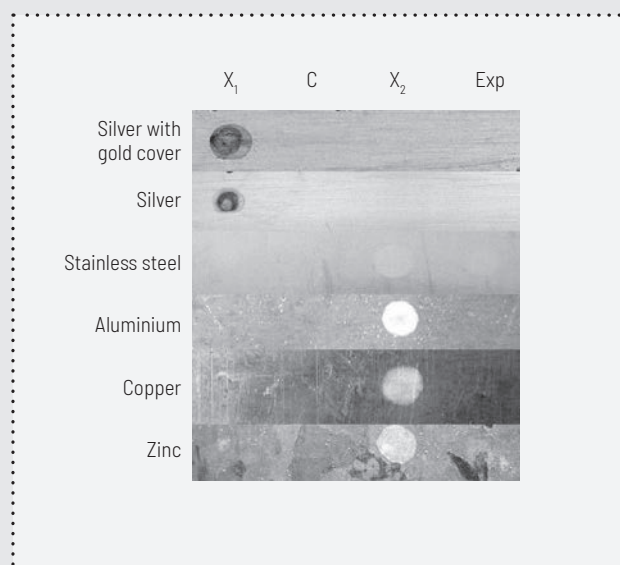 X₁ C X₂ Exp
Silver with
gold cover
Silver
Stainless steel
Aluminium
Copper
Zinc